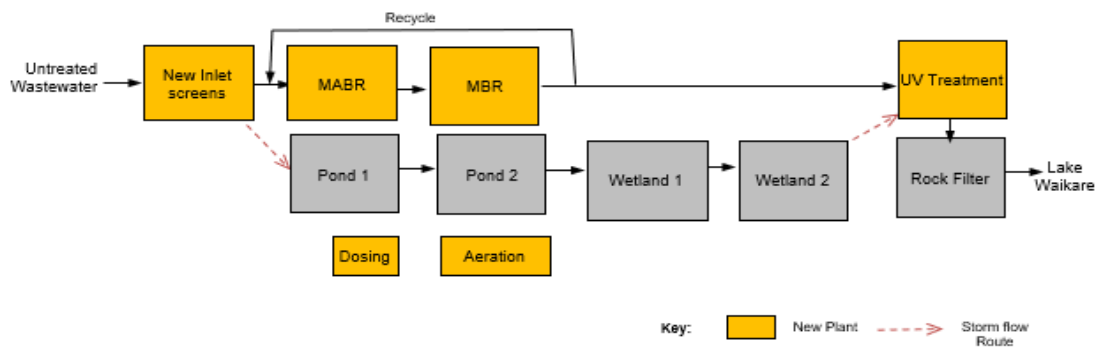 Recycle
Untreated
Wastewater
New Inlet
screens
MABR
MBR
UV Treatment
Pond 1
Pond 2
Wetland 1
Wetland 2
Rock Filter
Lake
Waikare
Dosing
Aeration
Key:
New Plant
Storm flow
Route